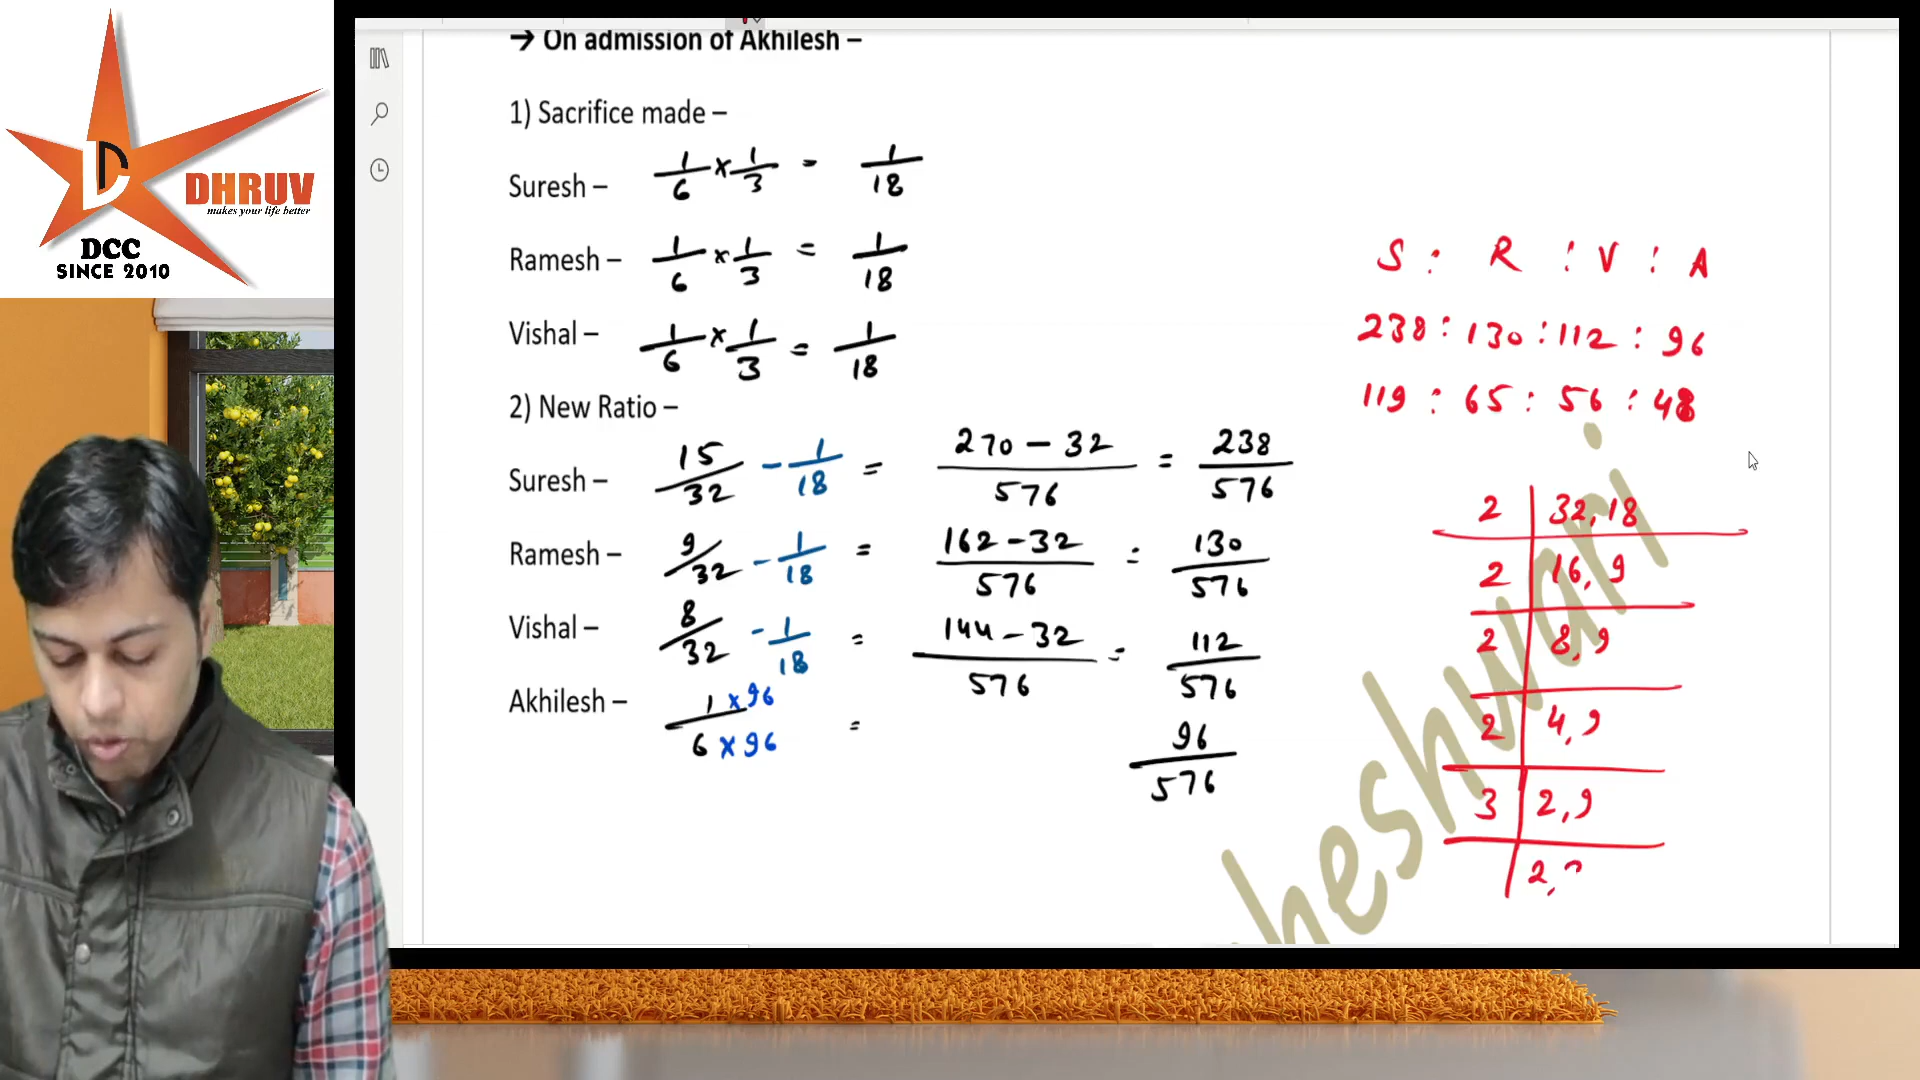 DHRUV
makes your life better
DCC
SINCE 2010
→ On admission of Akhilesh –
1) Sacrifice made –
Suresh – 1/6 × 1/3 = 1/18
Ramesh – 1/6 × 1/3 = 1/18
Vishal – 1/6 × 1/3 = 1/18
2) New Ratio –
Suresh – 15/32 - 1/18 = 270 - 32/576 = 238/576
Ramesh – 9/32 - 1/18 = 162 - 32/576 = 130/576
Vishal – 8/32 - 1/18 = 144 - 32/576 = 112/576
Akhilesh – 1 × 96/6 × 96 = 96/576
S : R : V : A
238 : 130 : 112 : 96
119 : 65 : 56 : 48
2 | 32, 18
2 | 16, 9
2 | 8, 9
2 | 4, 9
3 | 2, 9
2,
heshwari